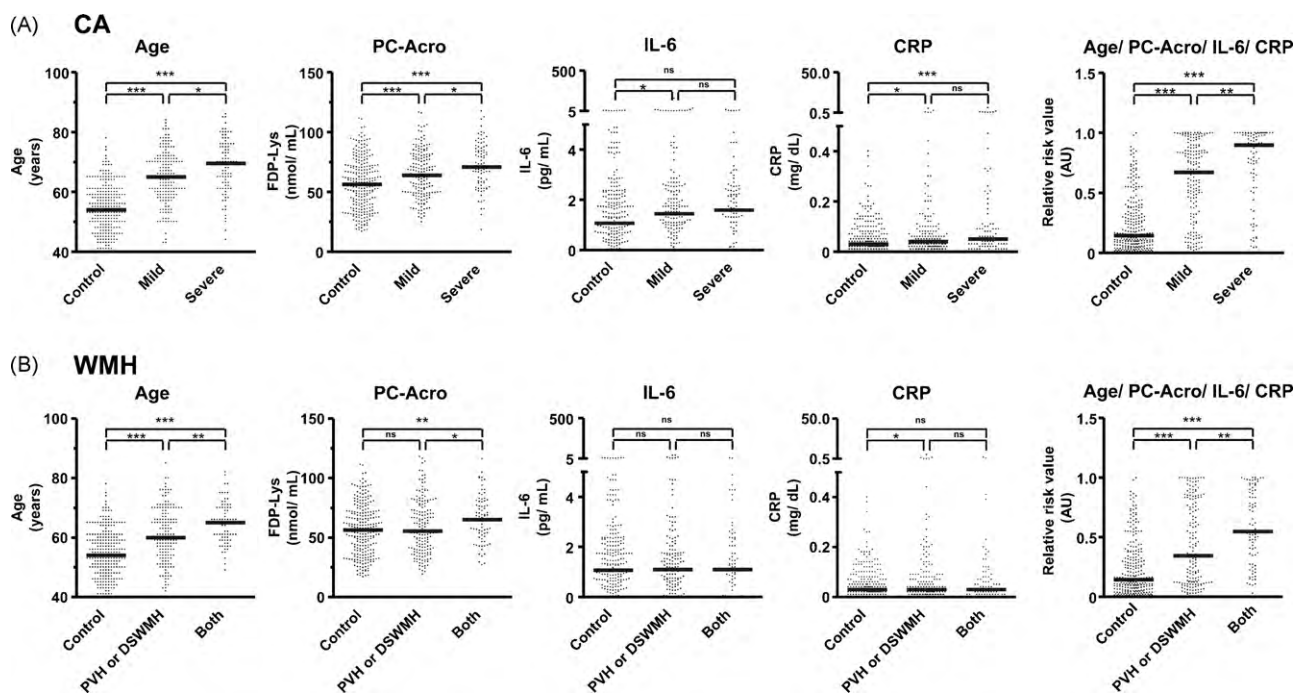 (A) CA
Age
PC-Acro
IL-6
CRP
Age/ PC-Acro/ IL-6/ CRP
Age
(years)
100
80
60
40
***
***
*
Control
Mild
Severe
FDP-Lys
(nmol/ mL)
150
100
50
0
***
***
*
Control
Mild
Severe
IL-6
(pg/ mL)
500
5
4
2
0
ns
*
ns
Control
Mild
Severe
CRP
(mg/ dL)
50.0
0.5
0.4
0.2
0
***
*
ns
Control
Mild
Severe
Relative risk value
(AU)
1.5
1.0
0.5
0
***
***
**
Control
Mild
Severe
(B) WMH
Age
PC-Acro
IL-6
CRP
Age/ PC-Acro/ IL-6/ CRP
Age
(years)
100
80
60
40
***
***
**
Control
PVH or DSWMH
Both
FDP-Lys
(nmol/ mL)
150
100
50
0
**
ns
*
Control
PVH or DSWMH
Both
IL-6
(pg/ mL)
500
5
4
2
0
ns
ns
ns
Control
PVH or DSWMH
Both
CRP
(mg/ dL)
50.0
0.5
0.4
0.2
0
ns
*
ns
Control
PVH or DSWMH
Both
Relative risk value
(AU)
1.5
1.0
0.5
0
***
***
**
Control
PVH or DSWMH
Both